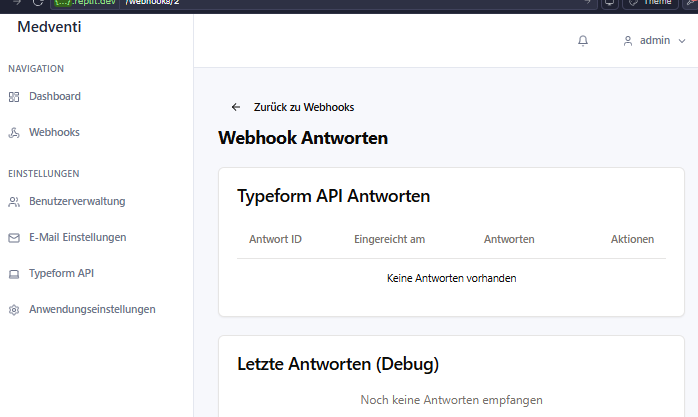 {...}.replit.dev /webhooks/2
Theme
Medventi
admin
NAVIGATION
Dashboard
Webhooks
EINSTELLUNGEN
Benutzerverwaltung
E-Mail Einstellungen
Typeform API
Anwendungseinstellungen
Zurück zu Webhooks
Webhook Antworten
Typeform API Antworten
Antwort ID Eingereicht am Antworten Aktionen
Keine Antworten vorhanden
Letzte Antworten (Debug)
Noch keine Antworten empfangen